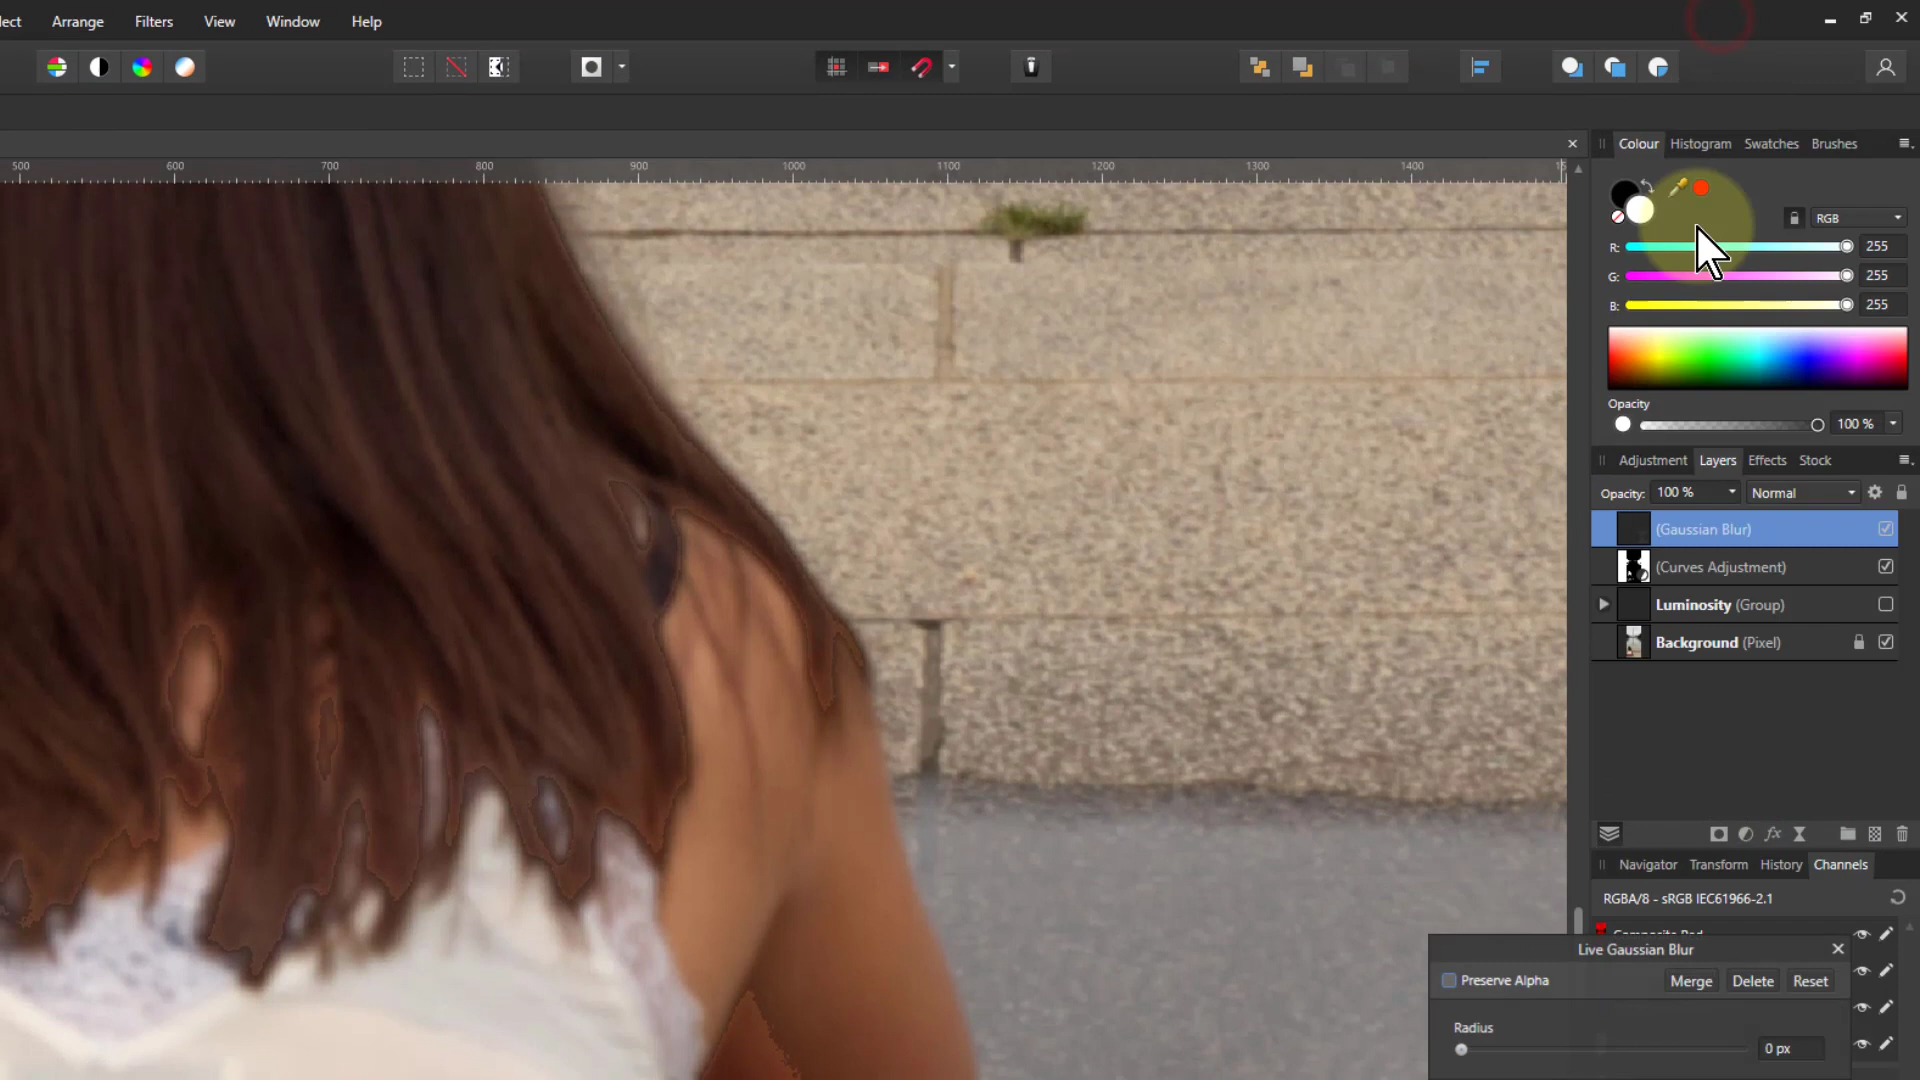 ect Arrange Filters View Window Help
500 600 700 800 900 1000 1100 1200 1300 1400
Colour Histogram Swatches Brushes
RGB
R: 255
G: 255
B: 255
Opacity
100 %
Adjustment Layers Effects Stock
Opacity: 100 % Normal
(Gaussian Blur)
(Curves Adjustment)
Luminosity (Group)
Background (Pixel)
Navigator Transform History Channels
RGBA/8 - sRGB IEC61966-2.1
Live Gaussian Blur
Preserve Alpha Merge Delete Reset
Radius
0 px